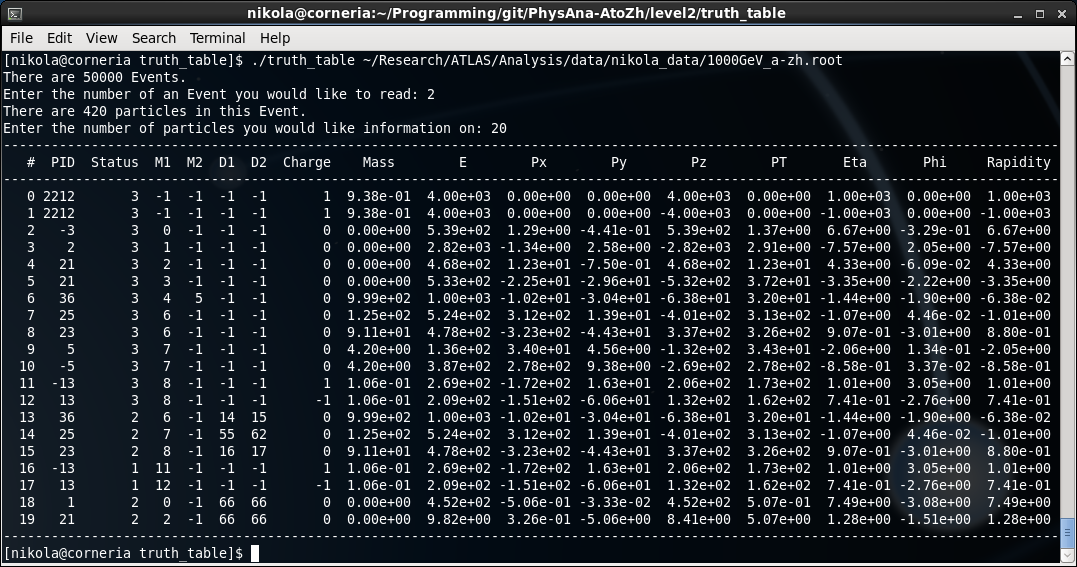 nikola@corneria:~/Programming/git/PhysAna-AtoZh/level2/truth_table
File Edit View Search Terminal Help
[nikola@corneria truth_table]$ ./truth_table ~/Research/ATLAS/Analysis/data/nikola_data/1000GeV_a-zh.root
There are 50000 Events.
Enter the number of an Event you would like to read: 2
There are 420 particles in this Event.
Enter the number of particles you would like information on: 20
# PID Status M1 M2 D1 D2 Charge Mass E Px Py Pz PT Eta Phi Rapidity
0 2212 3 -1 -1 -1 -1 1 9.38e-01 4.00e+03 0.00e+00 0.00e+00 4.00e+03 0.00e+00 1.00e+03 0.00e+00 1.00e+03
1 2212 3 -1 -1 -1 -1 1 9.38e-01 4.00e+03 0.00e+00 0.00e+00 -4.00e+03 0.00e+00 -1.00e+03 0.00e+00 -1.00e+03
2 -3 3 0 -1 -1 -1 0 0.00e+00 5.39e+02 1.29e+00 -4.41e-01 5.39e+02 1.37e+00 6.67e+00 -3.29e-01 6.67e+00
3 2 3 1 -1 -1 -1 0 0.00e+00 2.82e+03 -1.34e+00 2.58e+00 -2.82e+03 2.91e+00 -7.57e+00 2.05e+00 -7.57e+00
4 21 3 2 -1 -1 -1 0 0.00e+00 4.68e+02 1.23e+01 -7.50e-01 4.68e+02 1.23e+01 4.33e+00 -6.09e-02 4.33e+00
5 21 3 3 -1 -1 -1 0 0.00e+00 5.33e+02 -2.25e+01 -2.96e+01 -5.32e+02 3.72e+01 -3.35e+00 -2.22e+00 -3.35e+00
6 36 3 4 5 -1 -1 0 9.99e+02 1.00e+03 -1.02e+01 -3.04e+01 -6.38e+01 3.20e+01 -1.44e+00 -1.90e+00 -6.38e-02
7 25 3 6 -1 -1 -1 0 1.25e+02 5.24e+02 3.12e+02 1.39e+01 -4.01e+02 3.13e+02 -1.07e+00 4.46e-02 -1.01e+00
8 23 3 6 -1 -1 -1 0 9.11e+01 4.78e+02 -3.23e+02 -4.43e+01 3.37e+02 3.26e+02 9.07e-01 -3.01e+00 8.80e-01
9 5 3 7 -1 -1 -1 0 4.20e+00 1.36e+02 3.40e+01 4.56e+00 -1.32e+02 3.43e+01 -2.06e+00 1.34e-01 -2.05e+00
10 -5 3 7 -1 -1 -1 0 4.20e+00 3.87e+02 2.78e+02 9.38e+00 -2.69e+02 2.78e+02 -8.58e-01 3.37e-02 -8.58e-01
11 -13 3 8 -1 -1 -1 1 1.06e-01 2.69e+02 -1.72e+02 1.63e+01 2.06e+02 1.73e+02 1.01e+00 3.05e+00 1.01e+00
12 13 3 8 -1 -1 -1 -1 1.06e-01 2.09e+02 -1.51e+02 -6.06e+01 1.32e+02 1.62e+02 7.41e-01 -2.76e+00 7.41e-01
13 36 2 6 -1 14 15 0 9.99e+02 1.00e+03 -1.02e+01 -3.04e+01 -6.38e+01 3.20e+01 -1.44e+00 -1.90e+00 -6.38e-02
14 25 2 7 -1 55 62 0 1.25e+02 5.24e+02 3.12e+02 1.39e+01 -4.01e+02 3.13e+02 -1.07e+00 4.46e-02 -1.01e+00
15 23 2 8 -1 16 17 0 9.11e+01 4.78e+02 -3.23e+02 -4.43e+01 3.37e+02 3.26e+02 9.07e-01 -3.01e+00 8.80e-01
16 -13 1 11 -1 -1 -1 1 1.06e-01 2.69e+02 -1.72e+02 1.63e+01 2.06e+02 1.73e+02 1.01e+00 3.05e+00 1.01e+00
17 13 1 12 -1 -1 -1 -1 1.06e-01 2.09e+02 -1.51e+02 -6.06e+01 1.32e+02 1.62e+02 7.41e-01 -2.76e+00 7.41e-01
18 1 2 0 -1 66 66 0 0.00e+00 4.52e+02 -5.06e-01 -3.33e-02 4.52e+02 5.07e-01 7.49e+00 -3.08e+00 7.49e+00
19 21 2 2 -1 66 66 0 0.00e+00 9.82e+00 3.26e-01 -5.06e+00 8.41e+00 5.07e+00 1.28e+00 -1.51e+00 1.28e+00
[nikola@corneria truth_table]$